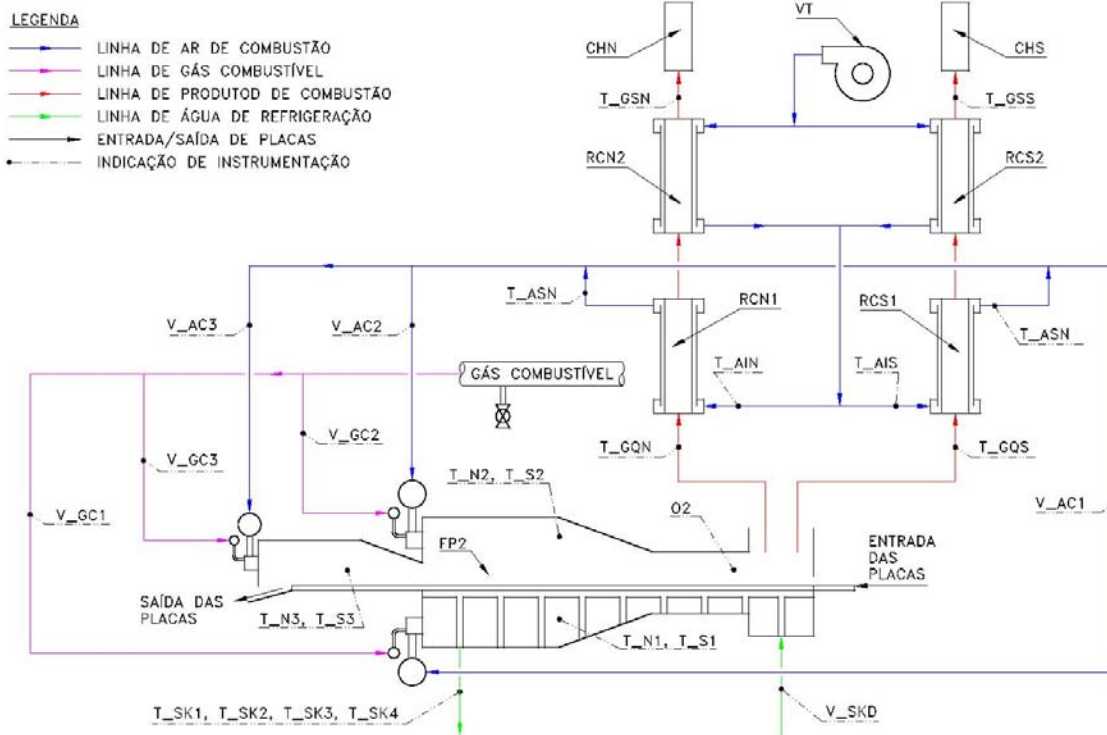 LEGENDA
LINHA DE AR DE COMBUSTÃO
LINHA DE GÁS COMBUSTÍVEL
LINHA DE PRODUTOD DE COMBUSTÃO
LINHA DE ÁGUA DE REFRIGERAÇÃO
ENTRADA/SAÍDA DE PLACAS
INDICAÇÃO DE INSTRUMENTAÇÃO
VT
CHN
CHS
T_GSN
T_GSS
RCN2
RCS2
T_ASN
RCN1
RCS1
V_AC3
V_AC2
T_ASN
GÁS COMBUSTÍVEL
T_AIN
T_AIS
V_GC2
T_GQN
T_GQS
V_GC3
T_N2, T_S2
O2
V_GC1
V_AC1
FP2
ENTRADA
DAS
PLACAS
SAÍDA DAS
PLACAS
T_N3, T_S3
T_N1, T_S1
T_SK1, T_SK2, T_SK3, T_SK4
V_SKD